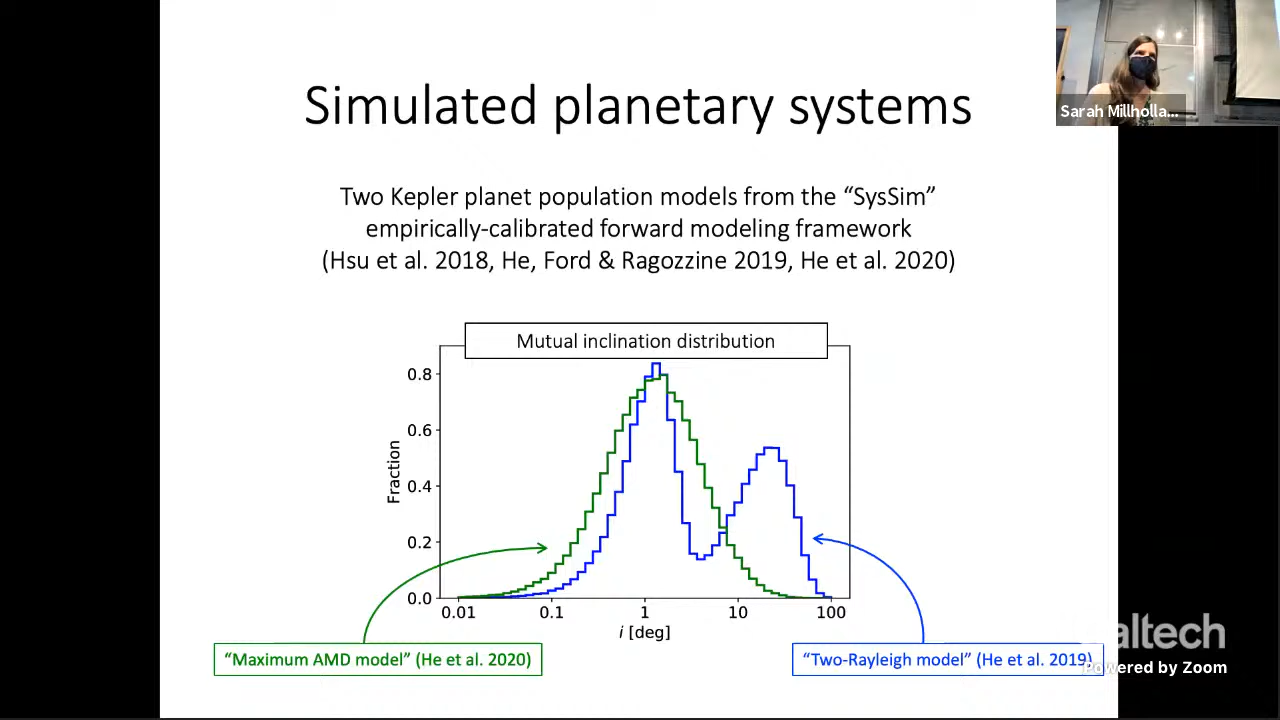 Simulated planetary systems
Sarah Millholla...
Two Kepler planet population models from the “SysSim”
empirically-calibrated forward modeling framework
(Hsu et al. 2018, He, Ford & Ragozzine 2019, He et al. 2020)
Mutual inclination distribution
0.8
0.6
0.4
0.2
0.0
Fraction
0.01 0.1 1 10 100
i [deg]
“Maximum AMD model” (He et al. 2020)
“Two-Rayleigh model” (He et al. 2019)
altech
Powered by Zoom